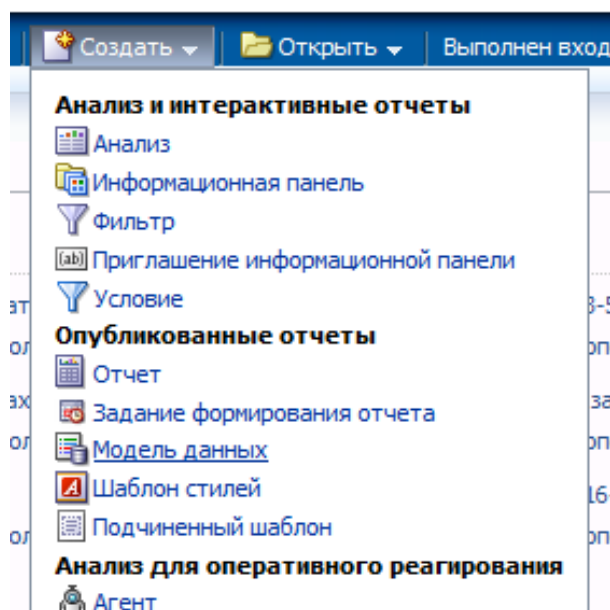 Создать Открыть Выполнен вход
Анализ и интерактивные отчеты
Анализ
Информационная панель
Фильтр
(ab) Приглашение информационной панели
Условие
Опубликованные отчеты
Отчет
Задание формирования отчета
Модель данных
Шаблон стилей
Подчиненный шаблон
Анализ для оперативного реагирования
Агент